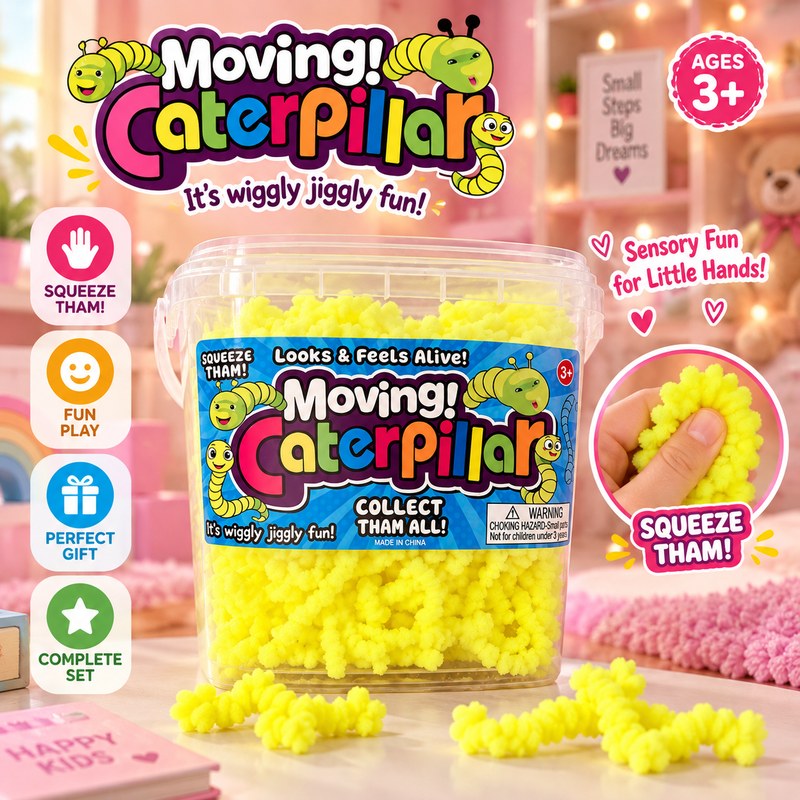 Moving!
Caterpillar
It's wiggly jiggly fun!
AGES
3+
Small
Steps
Big
Dreams
Sensory Fun
for Little Hands!
SQUEEZE
THAM!
FUN
PLAY
PERFECT
GIFT
COMPLETE
SET
SQUEEZE
THAM!
Looks & Feels Alive!
3+
Moving!
Caterpillar
It's wiggly jiggly fun!
COLLECT
THAM ALL!
MADE IN CHINA
WARNING
CHOKING HAZARD-Small parts
Not for children under 3 years
SQUEEZE
THAM!
HAPPY
KIDS